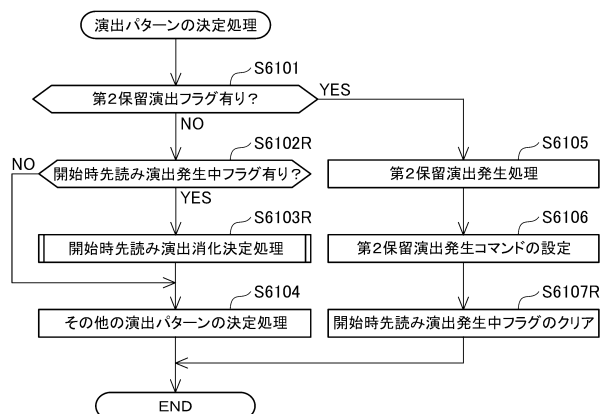 演出パターンの決定処理
S6101
第2保留演出フラグ有り?
YES
NO
S6102R
NO
開始時先読み演出発生中フラグ有り?
YES
S6105
第2保留演出発生処理
S6103R
開始時先読み演出消化決定処理
S6106
第2保留演出発生コマンドの設定
S6104
その他の演出パターンの決定処理
S6107R
開始時先読み演出発生中フラグのクリア
END